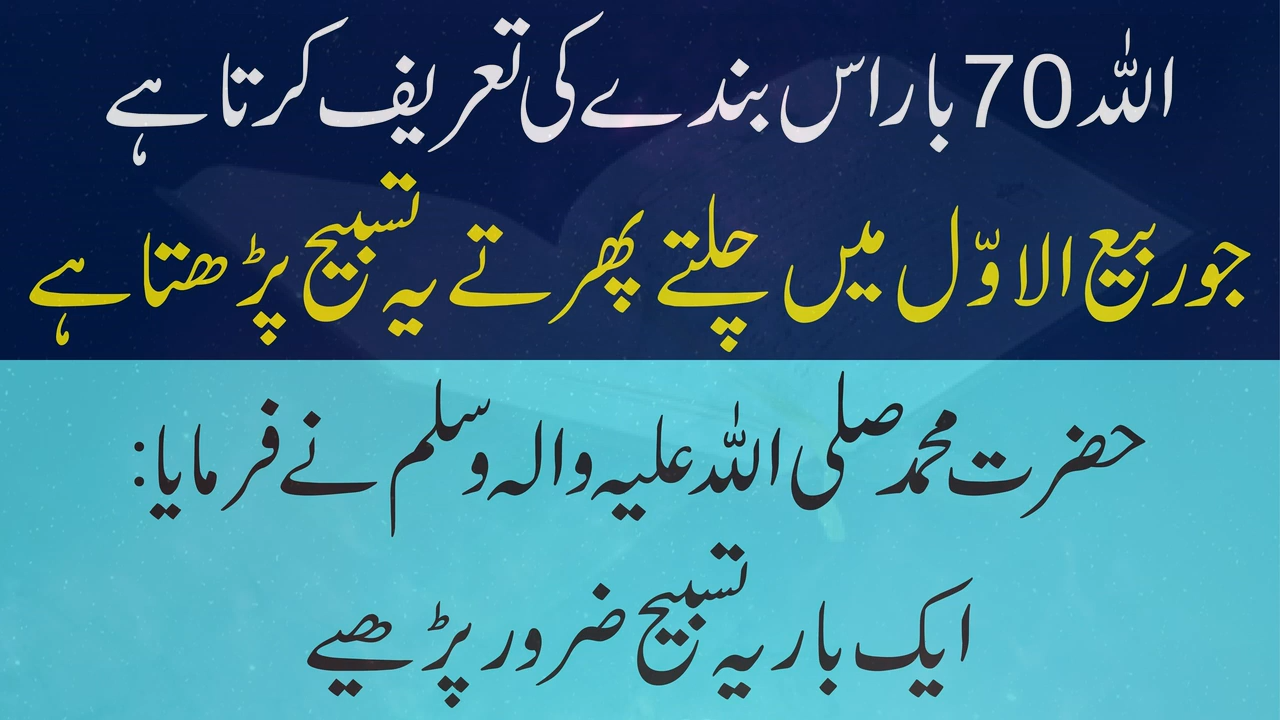 اللہ 70 بار اس بندے کی تعریف کرتا ہے
جو ربیع الاوّل میں چلتے پھرتے یہ تسبیح پڑھتا ہے
حضرت محمد صلی اللہ علیہ والہ وسلم نے فرمایا:
ایک بار یہ تسبیح ضرور پڑھیے